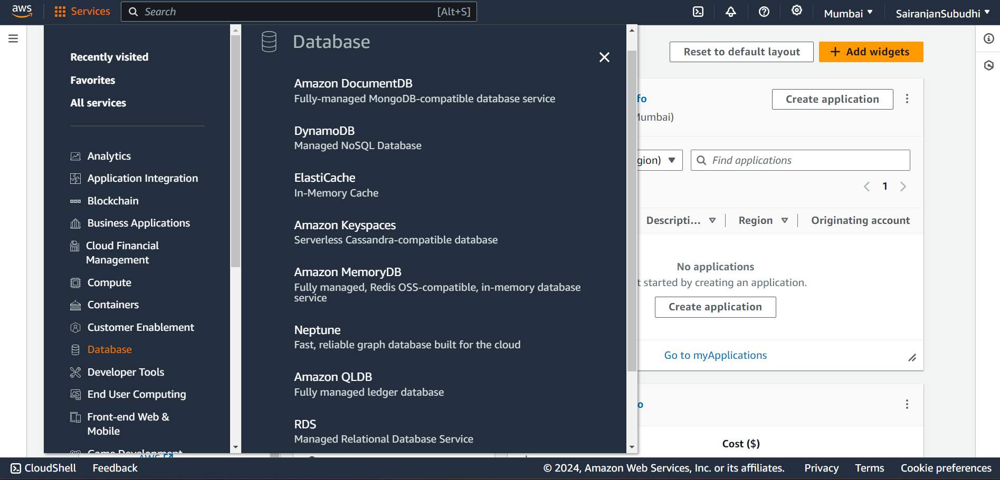 aws
Services
Search
[Alt+S]
Mumbai
SairanjanSubudhi
Recently visited
Favorites
All services
Analytics
Application Integration
Blockchain
Business Applications
Cloud Financial
Management
Compute
Containers
Customer Enablement
Database
Developer Tools
End User Computing
Front-end Web &
Mobile
Game Development
AWS
Database
Amazon DocumentDB
Fully-managed MongoDB-compatible database service
DynamoDB
Managed NoSQL Database
ElastiCache
In-Memory Cache
Amazon Keyspaces
Serverless Cassandra-compatible database
Amazon MemoryDB
Fully managed, Redis OSS-compatible, in-memory database
service
Neptune
Fast, reliable graph database built for the cloud
Amazon QLDB
Fully managed ledger database
RDS
Managed Relational Database Service
Reset to default layout
+ Add widgets
fo
Create application
Mumbai)
gion)
Find applications
1
Descripti...
Region
Originating account
No applications
t started by creating an application.
Create application
Go to myApplications
o
Cost ($)
CloudShell
Feedback
© 2024, Amazon Web Services, Inc. or its affiliates.
Privacy
Terms
Cookie preferences